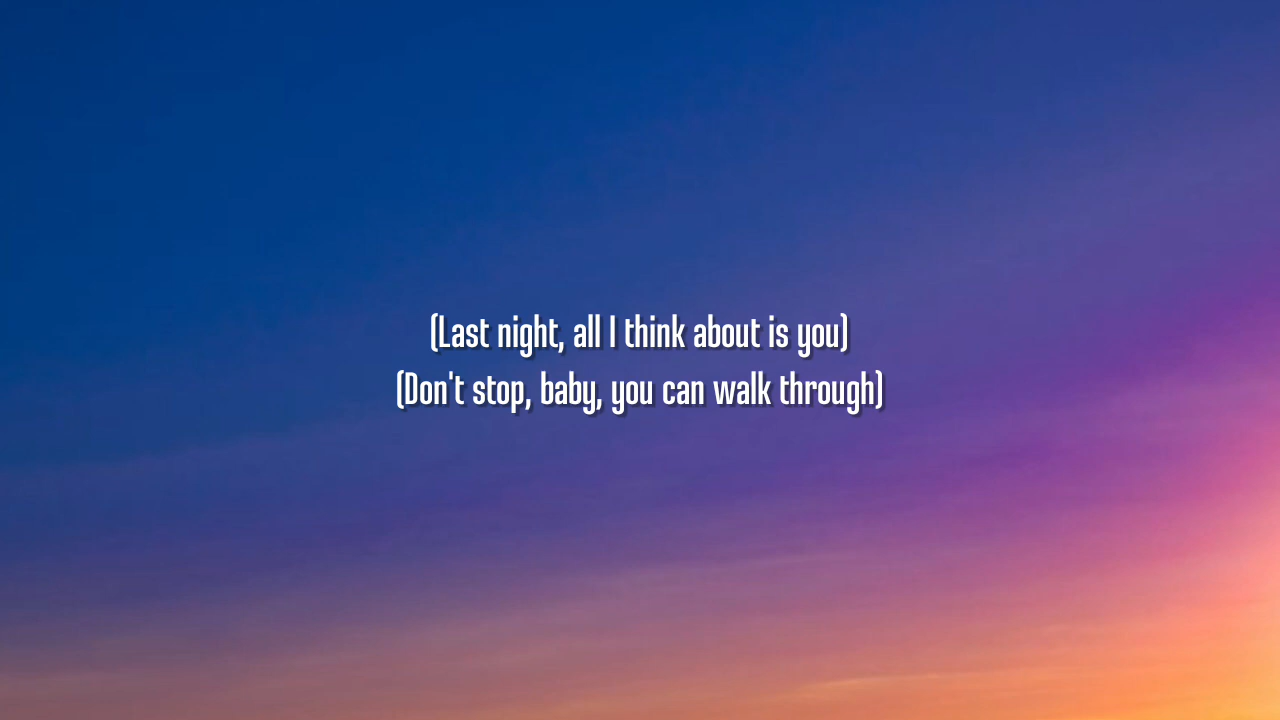 (Last night, all I think about is you)
(Don't stop, baby, you can walk through)